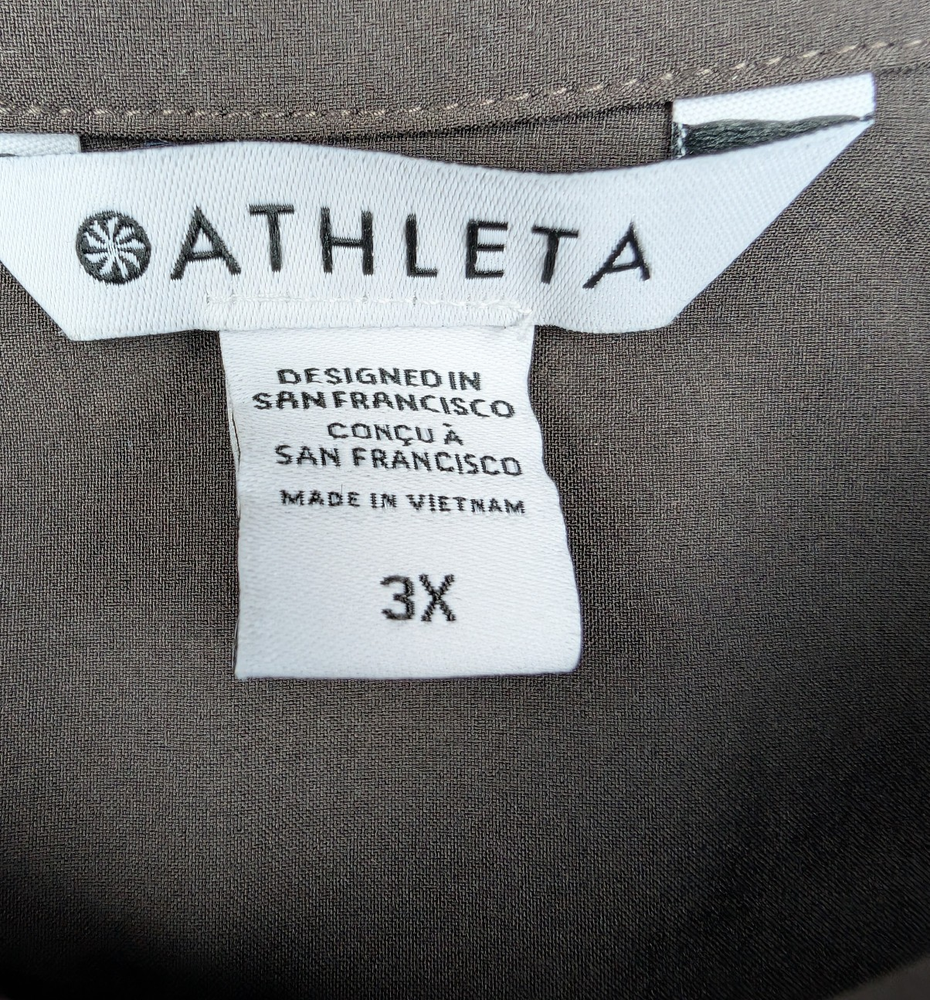 ATHLETA
DESIGNED IN
SAN FRANCISCO
CONÇU À
SAN FRANCISCO
MADE IN VIETNAM
3X